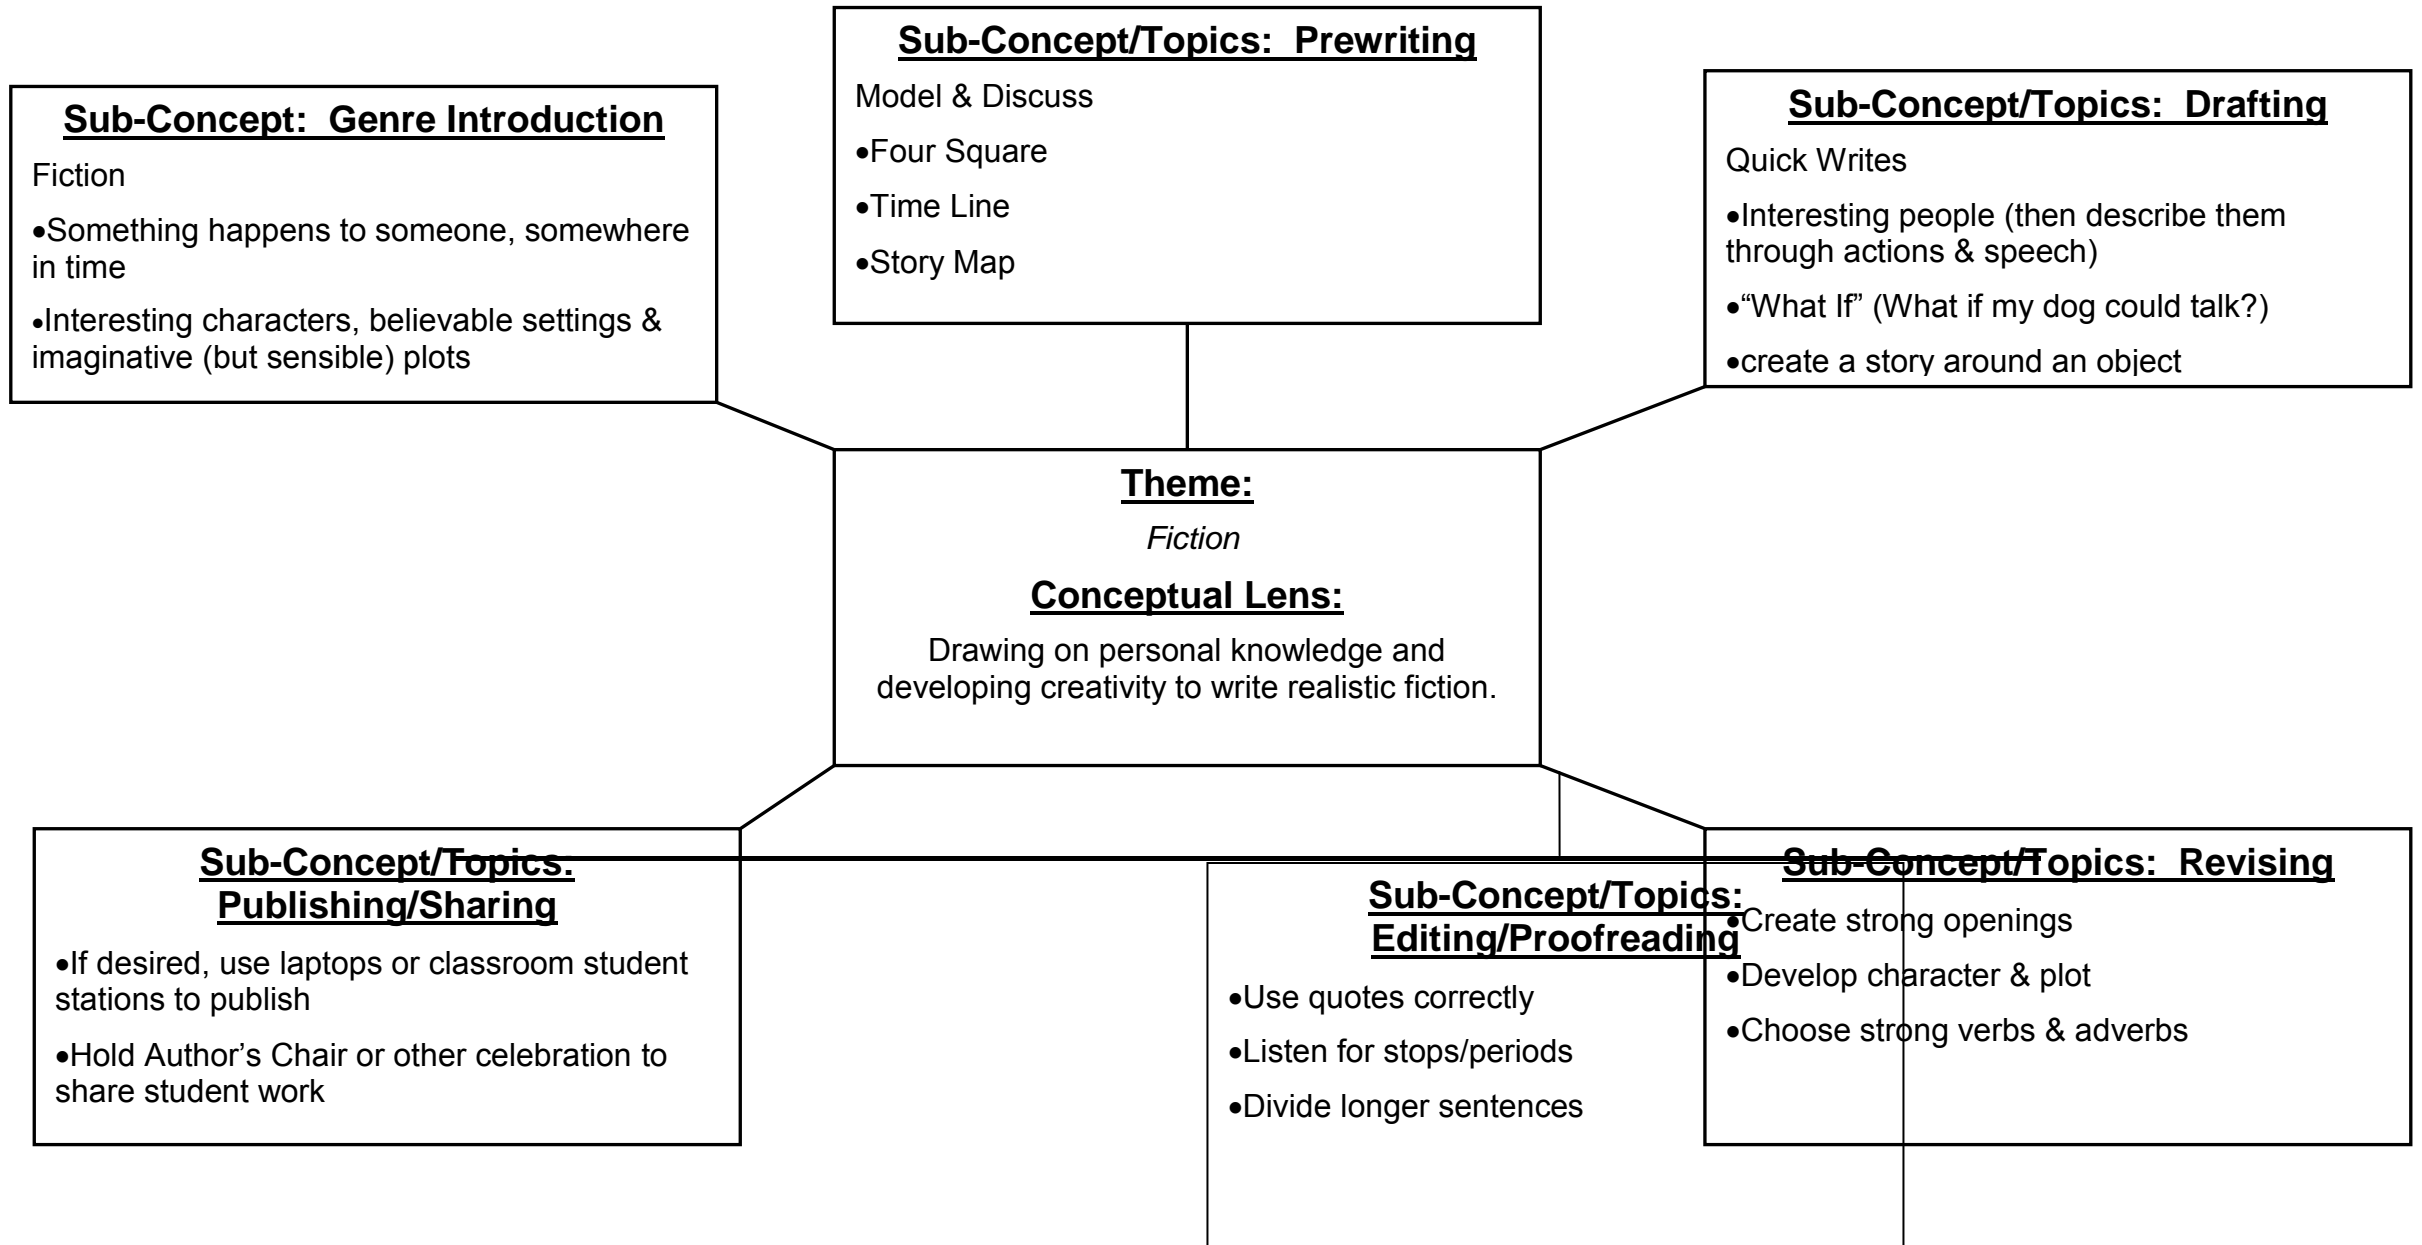 Sub-Concept/Topics:  Prewriting
Model & Discuss
•Four Square
•Time Line
•Story Map
Sub-Concept:  Genre Introduction
Fiction
•Something happens to someone, somewhere
in time
•Interesting characters, believable settings &
imaginative (but sensible) plots
Sub-Concept/Topics:  Drafting
Quick Writes
•Interesting people (then describe them
through actions & speech)
•“What If” (What if my dog could talk?)
•create a story around an object
Theme:
Fiction
Conceptual Lens:
Drawing on personal knowledge and
developing creativity to write realistic fiction.
Sub-Concept/Topics:
Publishing/Sharing
•If desired, use laptops or classroom student
stations to publish
•Hold Author’s Chair or other celebration to
share student work
Sub-Concept/Topics:
Editing/Proofreading
•Use quotes correctly
•Listen for stops/periods
•Divide longer sentences
Sub-Concept/Topics:  Revising
•Create strong openings
•Develop character & plot
•Choose strong verbs & adverbs